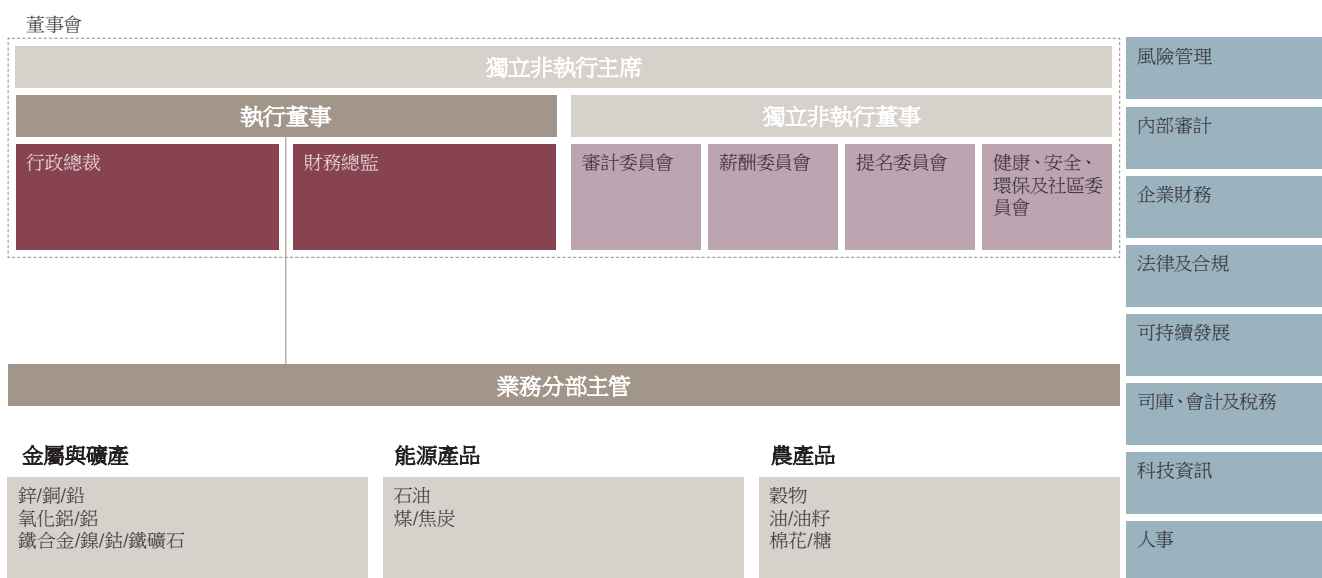 董事會
獨立非執行主席
執行董事
獨立非執行董事
行政總裁
財務總監
審計委員會
薪酬委員會
提名委員會
健康、安全、
環保及社區委
員會
業務分部主管
金屬與礦產
鋅/銅/鉛
氧化鋁/鋁
鐵合金/鎳/鈷/鐵礦石
能源產品
石油
煤/焦炭
農產品
穀物
油/油籽
棉花/糖
風險管理
內部審計
企業財務
法律及合規
可持續發展
司庫、會計及稅務
科技資訊
人事